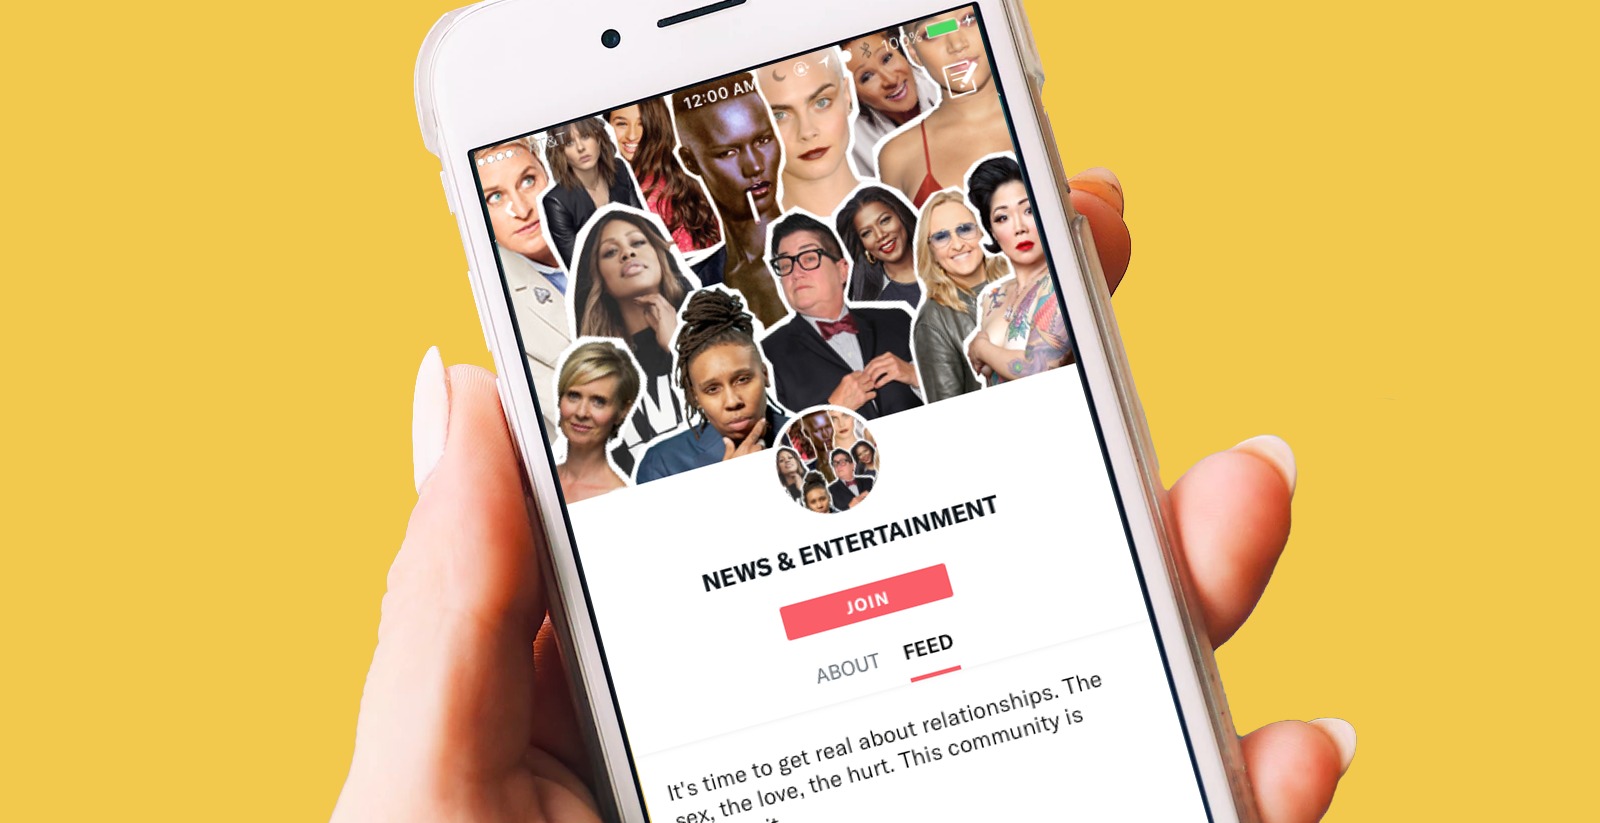 AT&T
12:00 AM
100%
NEWS & ENTERTAINMENT
JOIN
ABOUT FEED
It's time to get real about relationships. The
sex, the love, the hurt. This community is